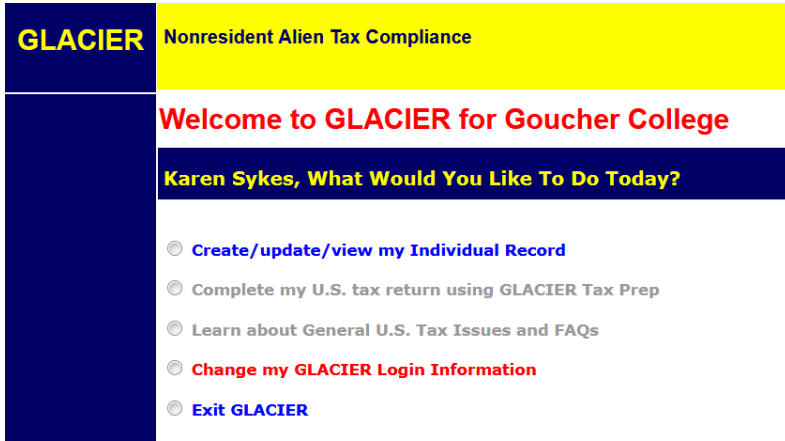 GLACIER
Nonresident Alien Tax Compliance
Welcome to GLACIER for Goucher College
Karen Sykes, What Would You Like To Do Today?
Create/update/view my Individual Record
Complete my U.S. tax return using GLACIER Tax Prep
Learn about General U.S. Tax Issues and FAQs
Change my GLACIER Login Information
Exit GLACIER